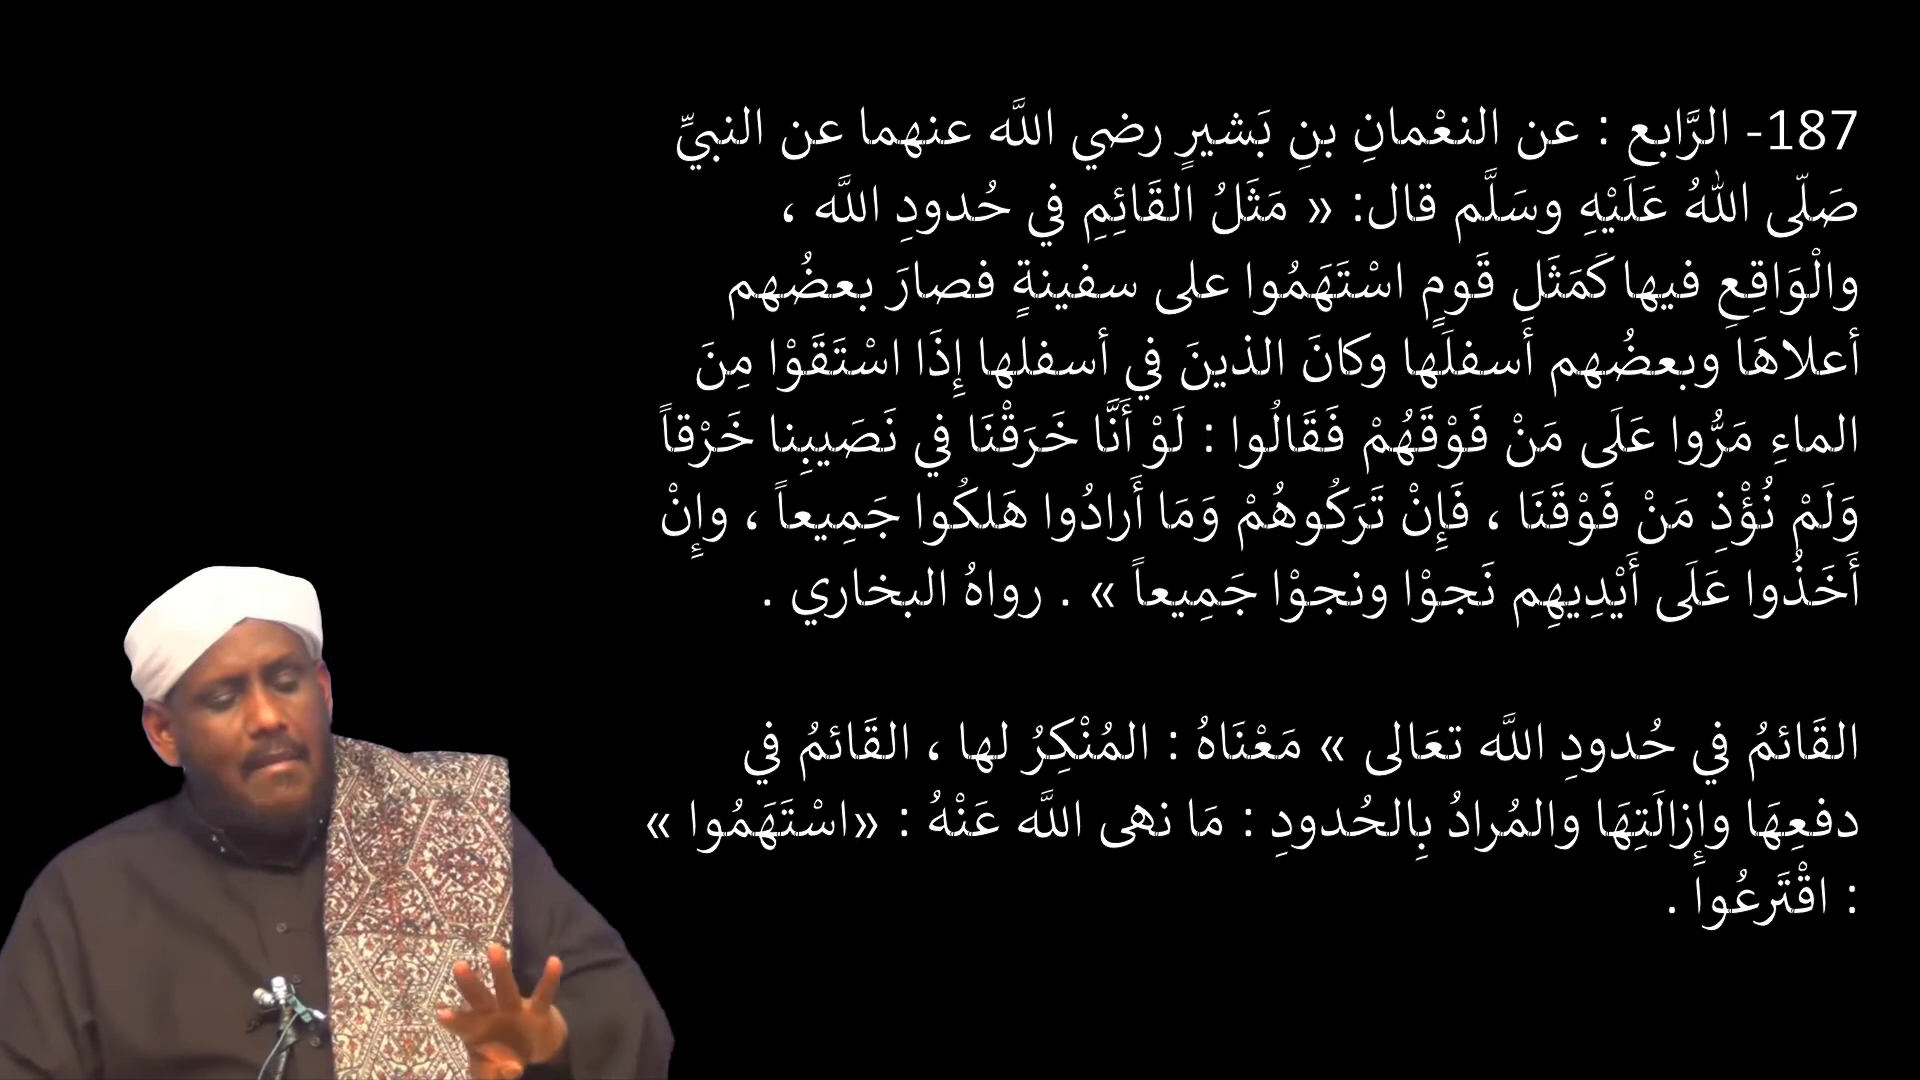 187- الرَّابع : عن النعْمانِ بنِ بَشيرٍ رضي اللَّه عنهما عن النبيِّ
صَلّى اللهُ عَلَيْهِ وسَلَّم قال: « مَثَلُ القَائِمِ في حُدودِ اللَّه ،
والْوَاقِعِ فيها كَمَثَلِ قَومٍ اسْتَهَمُوا على سفينةٍ فصارَ بعضُهم
أعلاهَا وبعضُهم أَسفلَها وكانَ الذينَ في أسفلها إِذَا اسْتَقَوْا مِنَ
الماءِ مَرُّوا عَلَى مَنْ فَوْقَهُمْ فَقَالُوا : لَوْ أَنَّا خَرَقْنَا في نَصَيبِنا خَرْقاً
وَلَمْ نُؤْذِ مَنْ فَوْقَنَا ، فَإِنْ تَرَكُوهُمْ وَمَا أَرادُوا هَلكُوا جَمِيعاً ، وإِنْ
أَخَذُوا عَلَى أَيْدِيهِم نَجوْا ونجوْا جَمِيعاً » . رواهُ البخاري .
القَائمُ في حُدودِ اللَّه تعَالى » مَعْنَاهُ : المُنْكِرُ لها ، القَائمُ في
دفعِهَا وإِزالَتِهَا والمُرادُ بِالحُدودِ : مَا نهى اللَّه عَنْهُ : «اسْتَهَمُوا »
: اقْتَرعُوا .